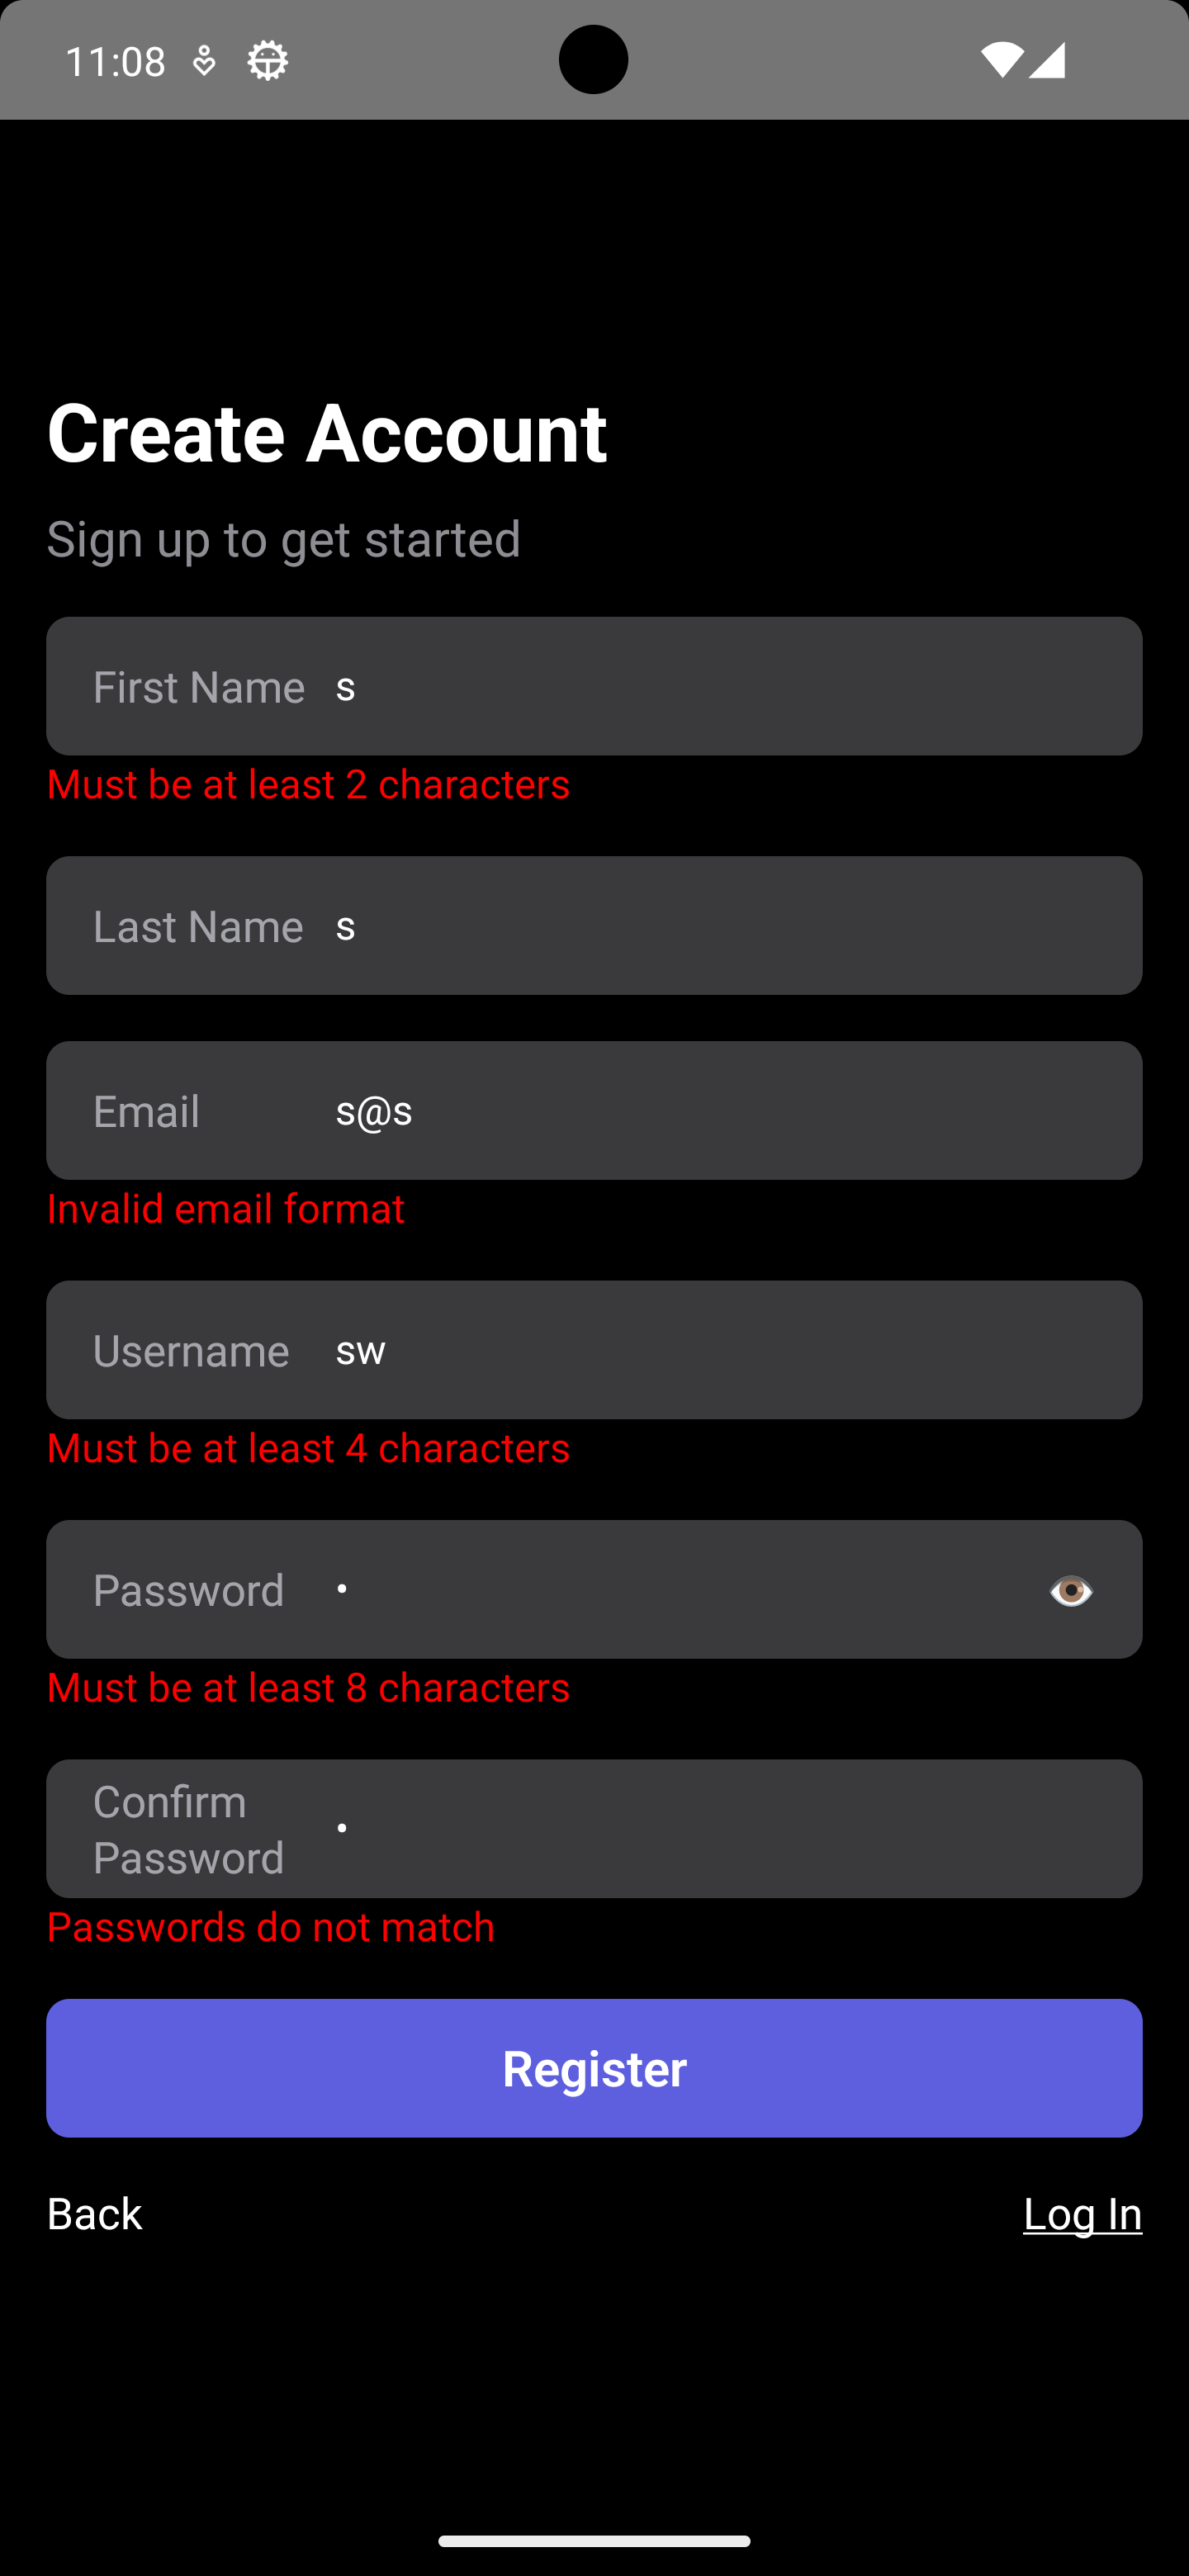 11:08
Create Account
Sign up to get started
First Name s
Must be at least 2 characters
Last Name s
Email s@s
Invalid email format
Username sw
Must be at least 4 characters
Password •
Must be at least 8 characters
Confirm
Password •
Passwords do not match
Register
Back Log In